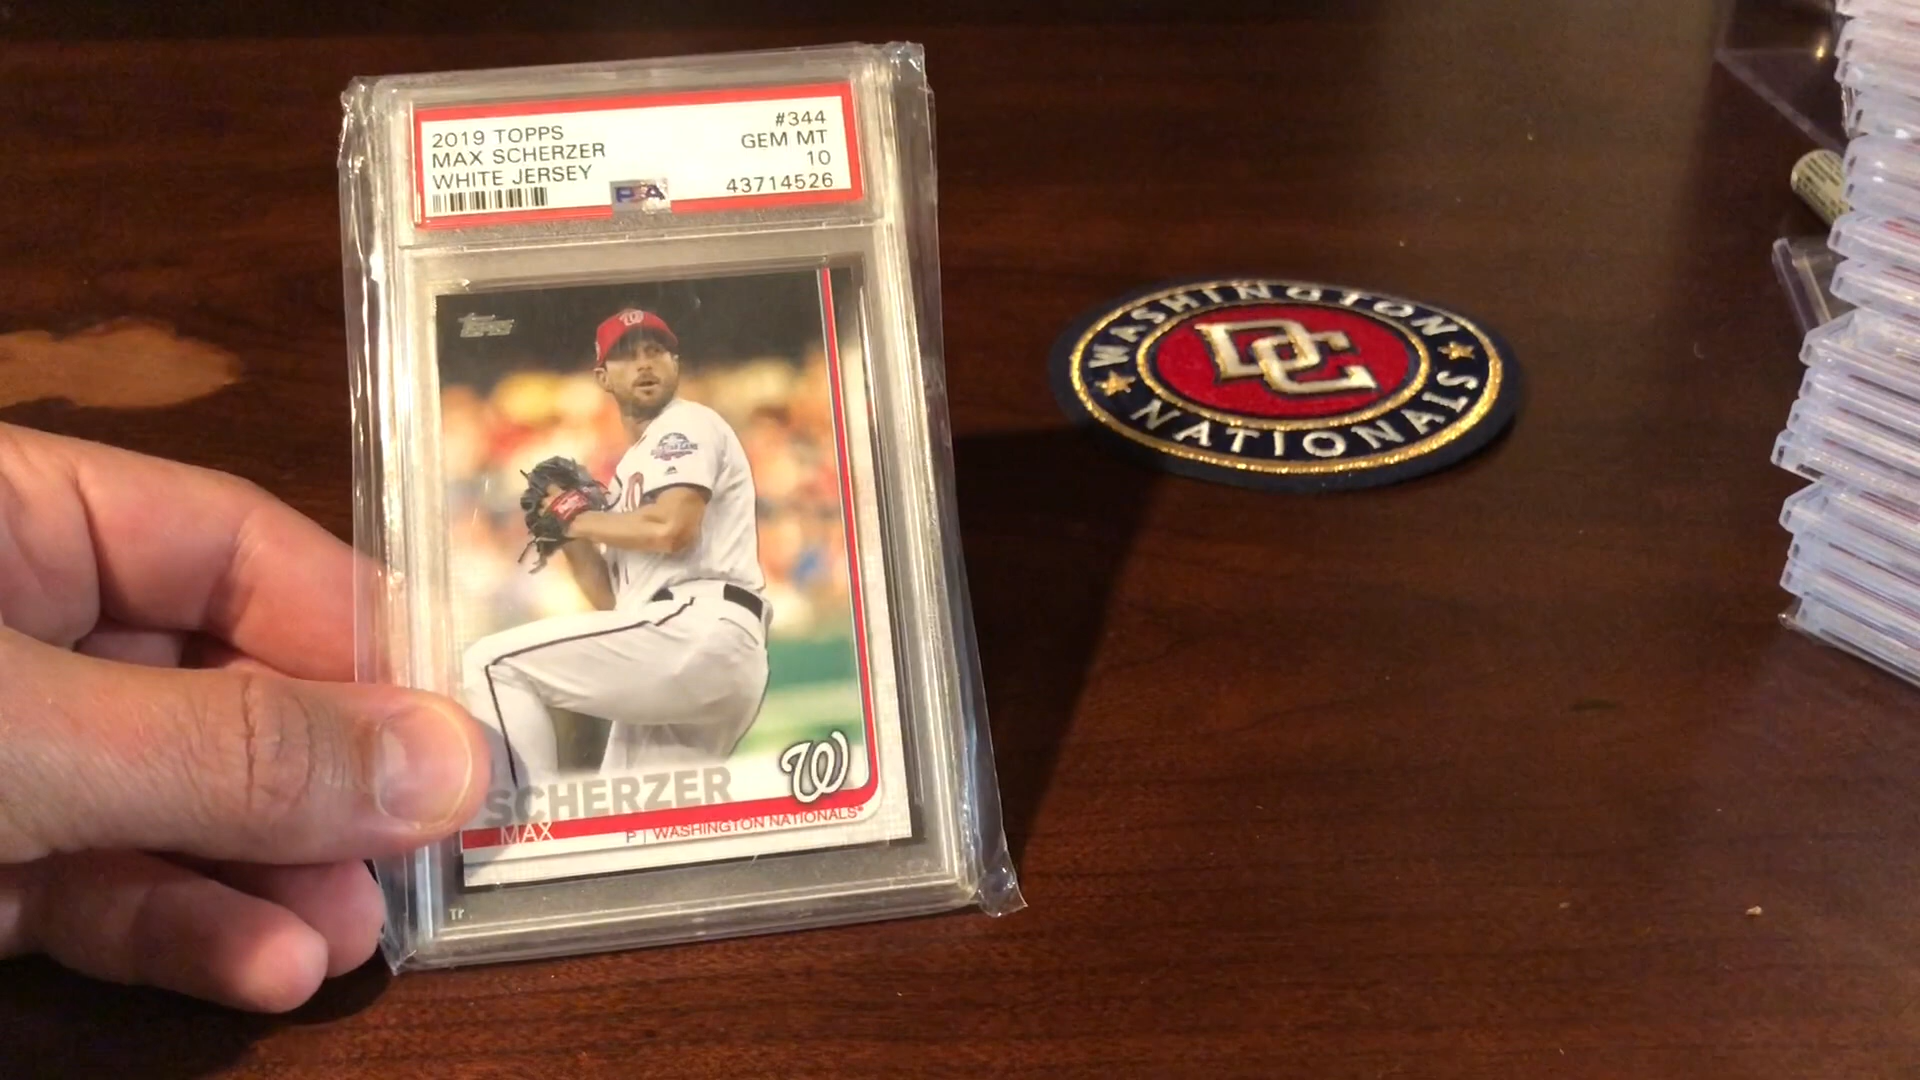 2019 TOPPS #344
MAX SCHERZER GEM MT
WHITE JERSEY 10
PSA 43714526
TOPPS
W
SCHERZER
MAX P | WASHINGTON NATIONALS
W
WASHINGTON
DC
NATIONALS